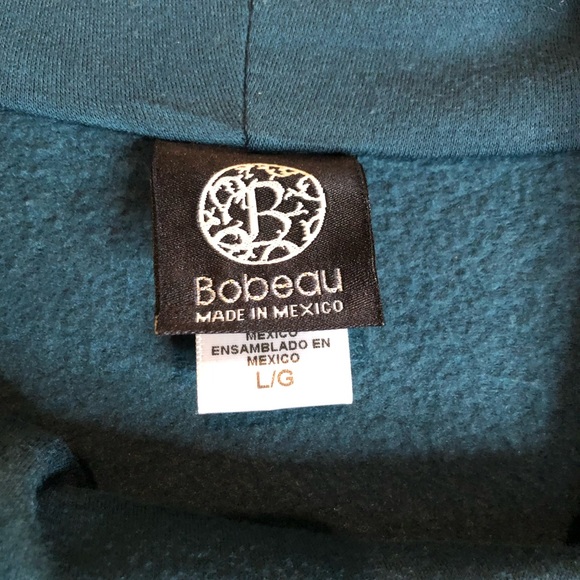 B
Bobeau
MADE IN MEXICO
MEXICO
ENSAMBLADO EN
MEXICO
L/G